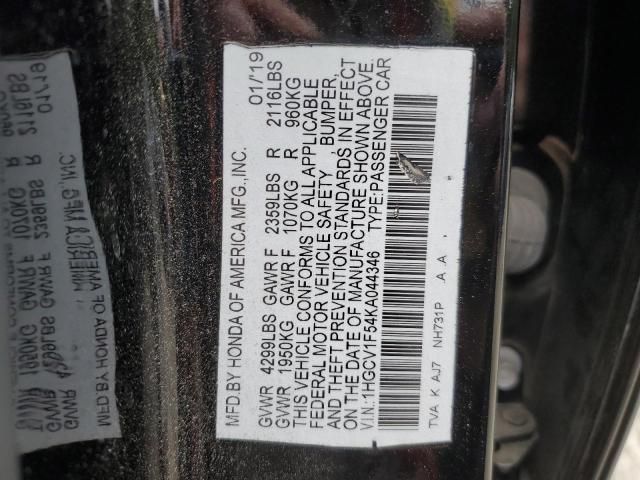 MFD.BY HONDA OF AMERICA MFG.,INC. 01/19
GVWR 4299LBS GAWR F 2359LBS R 2116LBS
GVWR 1950KG GAWR F 1070KG R 960KG
THIS VEHICLE CONFORMS TO ALL APPLICABLE
FEDERAL MOTOR VEHICLE SAFETY , BUMPER,
AND THEFT PREVENTION STANDARDS IN EFFECT
ON THE DATE OF MANUFACTURE SHOWN ABOVE.
V.I.N.:1HGCV1F54KA044346 TYPE:PASSENGER CAR
TVA K AJ7 NH731P A A ,